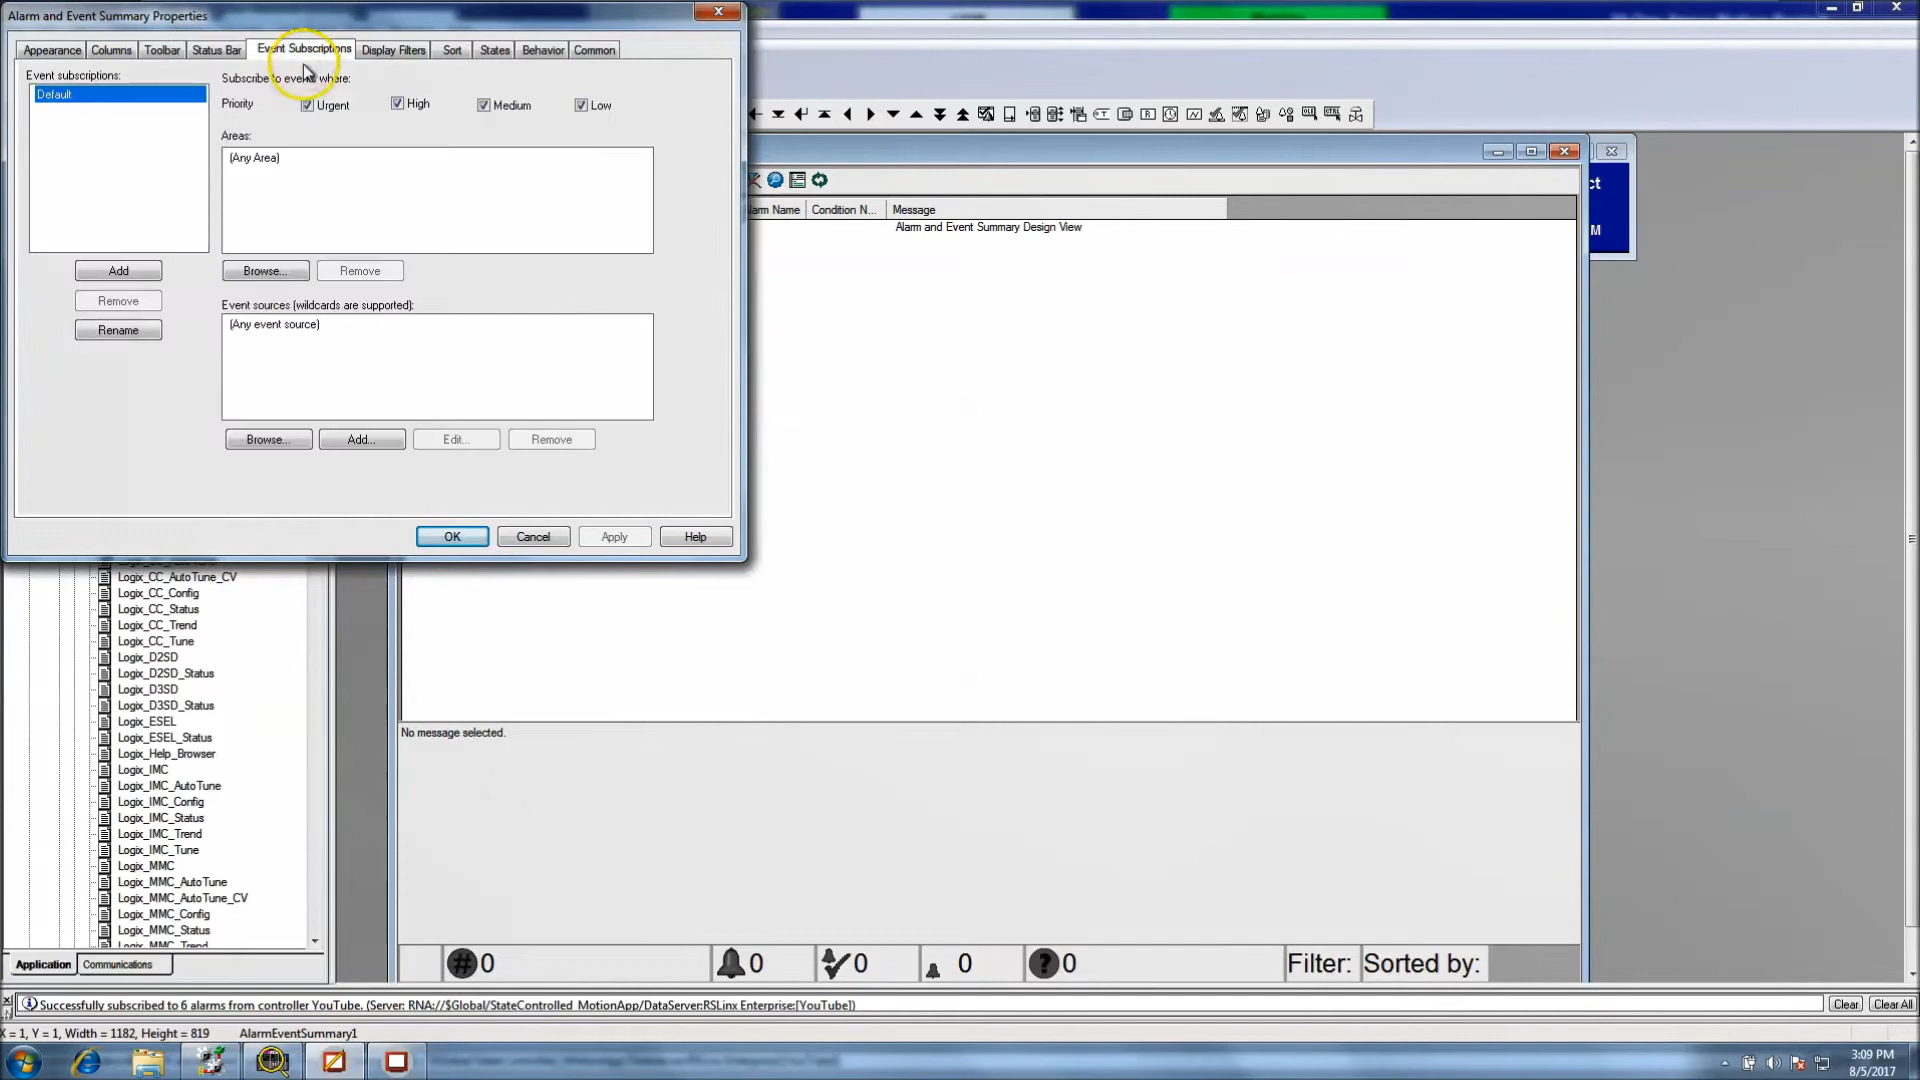 Alarm and Event Summary Properties
Appearance
Columns
Toolbar
Status Bar
Event Subscriptions
Display Filters
Sort
States
Behavior
Common
Event subscriptions:
Default
Add
Remove
Rename
Subscribe to events where:
Priority
Urgent
High
Medium
Low
Areas:
(Any Area)
Browse...
Remove
Event sources (wildcards are supported):
(Any event source)
Browse...
Add...
Edit...
Remove
OK
Cancel
Apply
Help
Alarm Name
Condition N...
Message
Alarm and Event Summary Design View
No message selected.
Logix_CC_AutoTune_CV
Logix_CC_Config
Logix_CC_Status
Logix_CC_Trend
Logix_CC_Tune
Logix_D2SD
Logix_D2SD_Status
Logix_D3SD
Logix_D3SD_Status
Logix_ESEL
Logix_ESEL_Status
Logix_Help_Browser
Logix_IMC
Logix_IMC_AutoTune
Logix_IMC_Config
Logix_IMC_Status
Logix_IMC_Trend
Logix_IMC_Tune
Logix_MMC
Logix_MMC_AutoTune
Logix_MMC_AutoTune_CV
Logix_MMC_Config
Logix_MMC_Status
Logix_MMC_Trend
Application
Communications
0
0
0
0
0
Filter:
Sorted by:
Successfully subscribed to 6 alarms from controller YouTube. (Server: RNA://$Global/StateControlled_MotionApp/DataServer:RSLinx Enterprise:[YouTube])
Clear
Clear All
X = 1, Y = 1, Width = 1182, Height = 819
AlarmEventSummary1
3:09 PM
8/5/2017